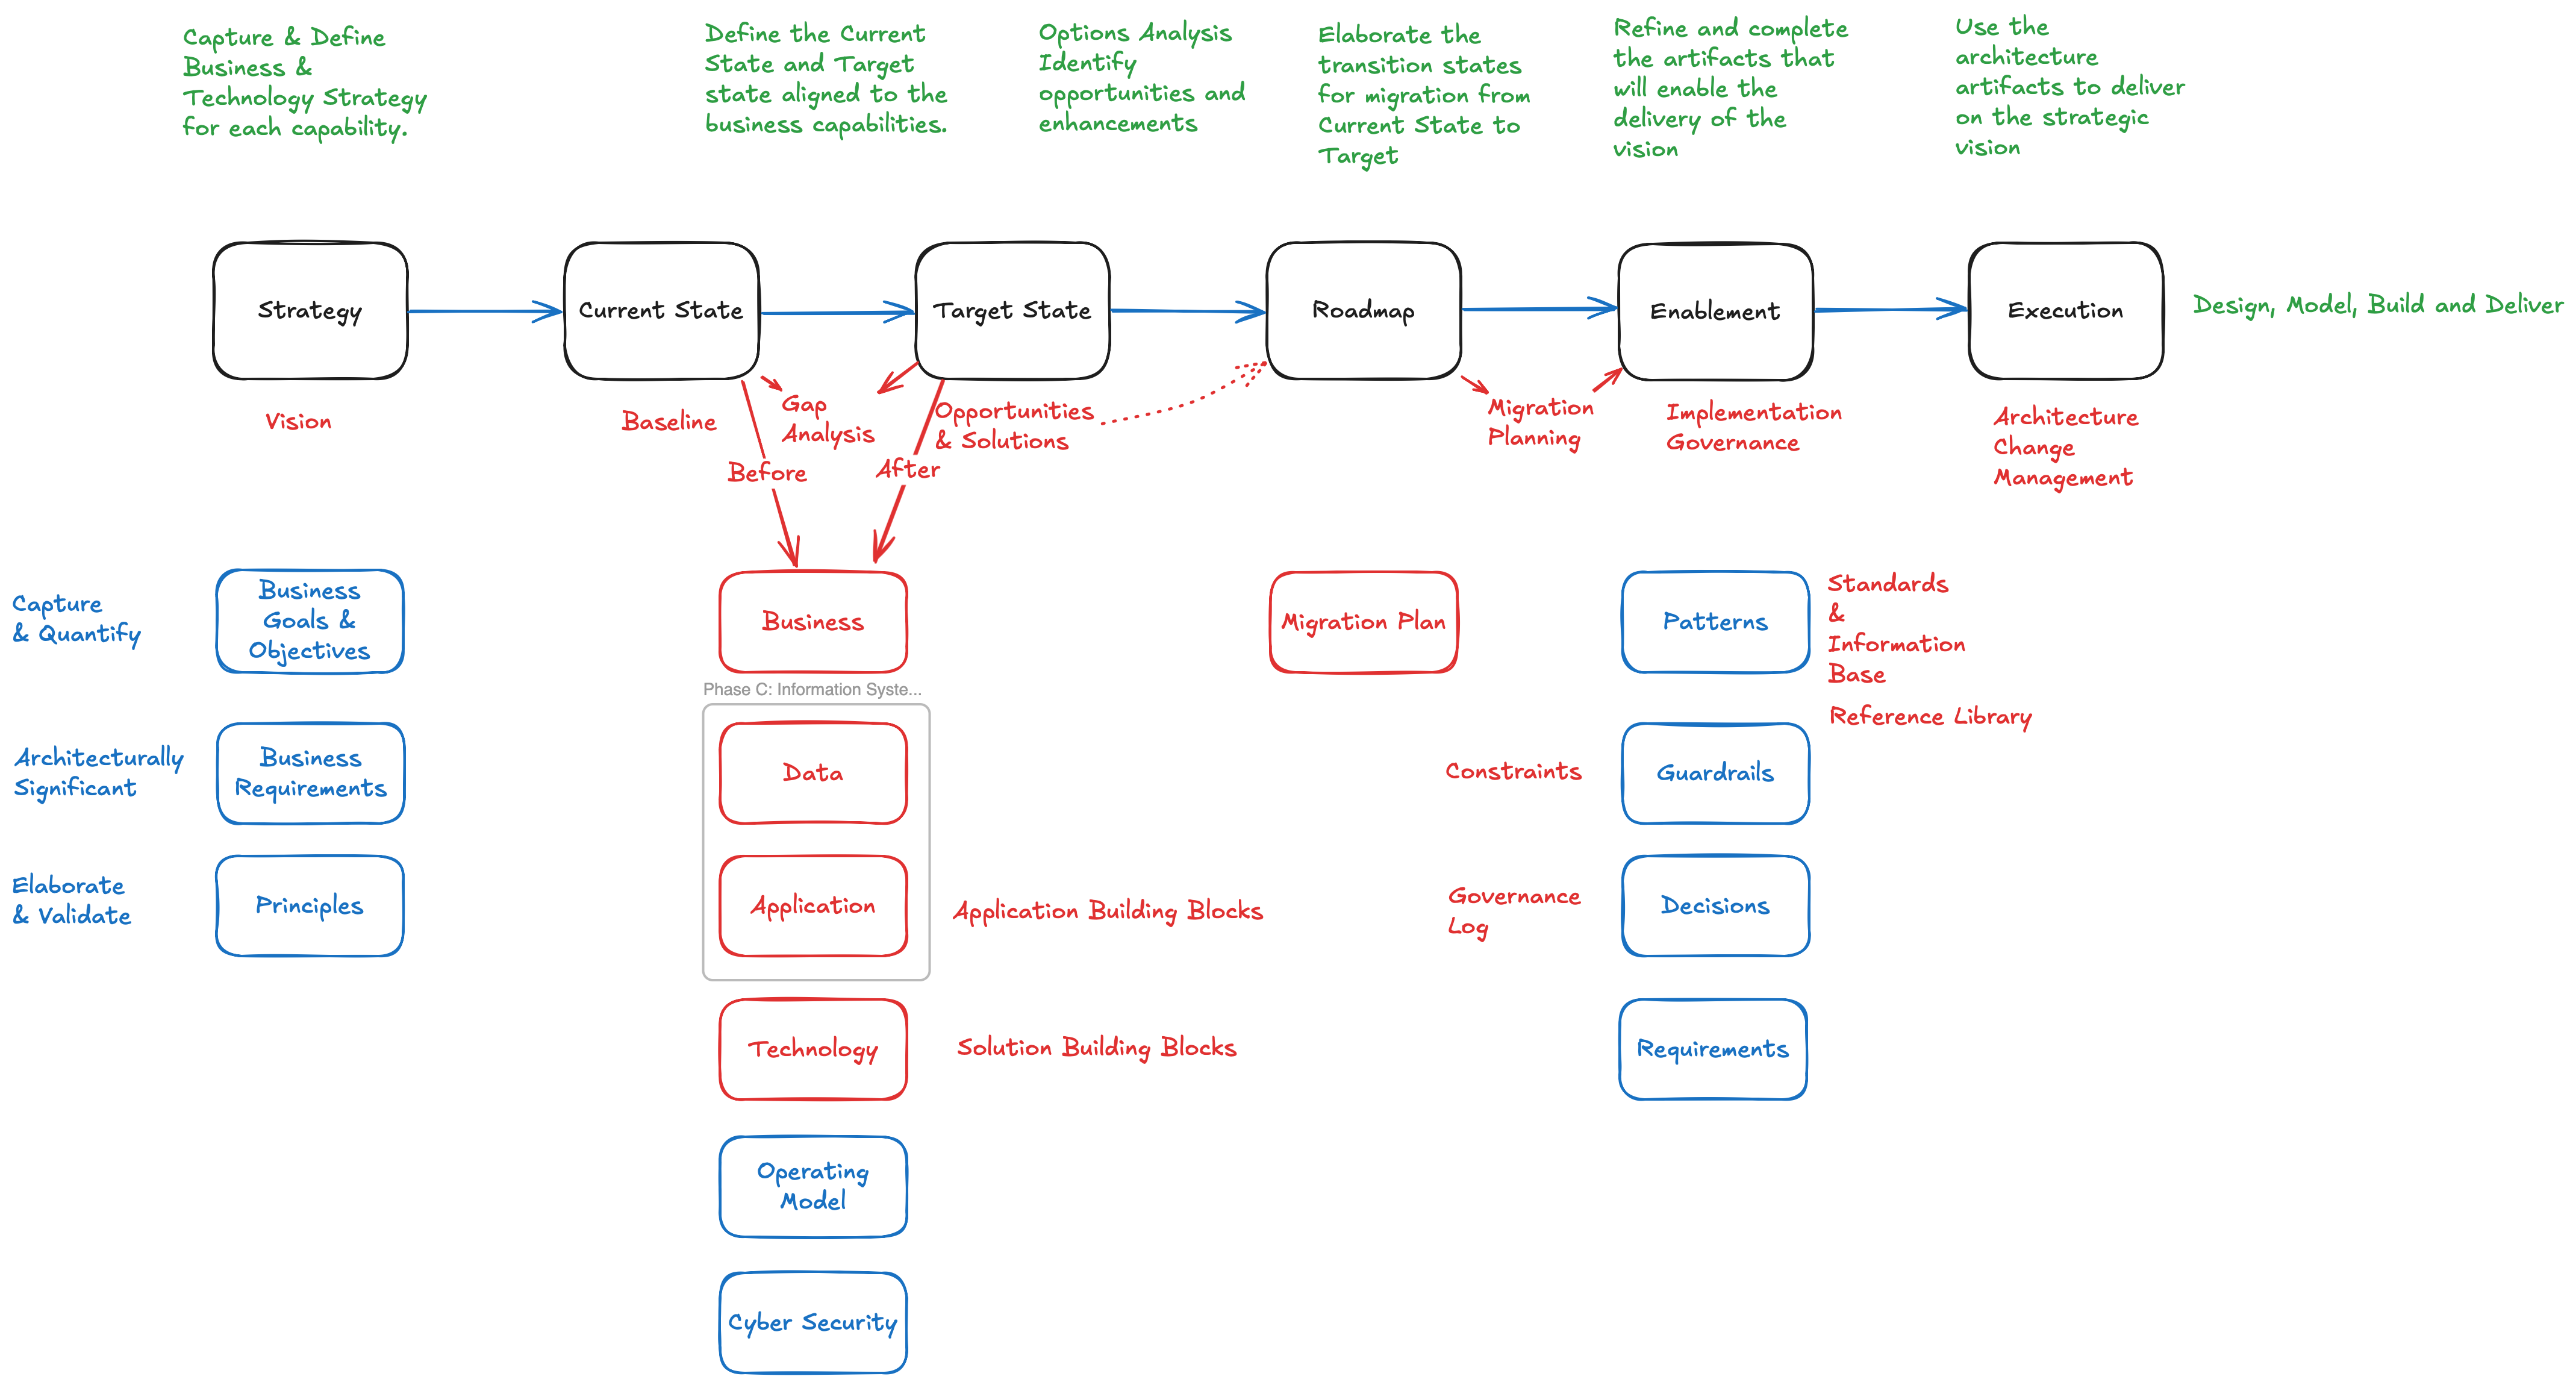 Capture & Define
Business &
Technology Strategy
for each capability.
Define the Current
State and Target
state aligned to the
business capabilities.
Options Analysis
Identify
opportunities and
enhancements
Elaborate the
transition states
for migration from
Current State to
Target
Refine and complete
the artifacts that
will enable the
delivery of the
vision
Use the
architecture
artifacts to deliver
on the strategic
vision
Strategy
Current State
Target State
Roadmap
Enablement
Execution
Design, Model, Build and Deliver
Vision
Baseline
Gap
Analysis
Before
After
Opportunities
& Solutions
Migration
Planning
Implementation
Governance
Architecture
Change
Management
Capture
& Quantify
Business
Goals &
Objectives
Business
Migration Plan
Patterns
Standards
&
Information
Base
Reference Library
Phase C: Information Syste...
Architecturally
Significant
Business
Requirements
Data
Constraints
Guardrails
Elaborate
& Validate
Principles
Application
Application Building Blocks
Governance
Log
Decisions
Technology
Solution Building Blocks
Requirements
Operating
Model
Cyber Security